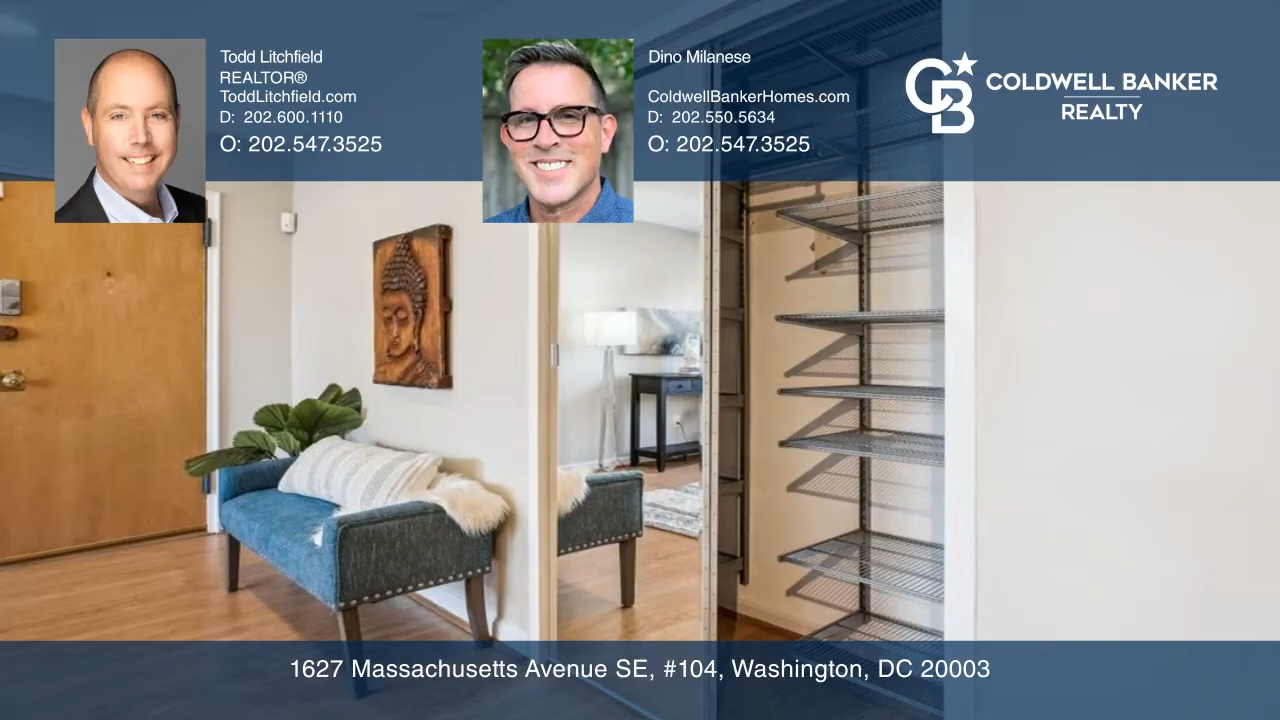 Todd Litchfield
REALTOR®
ToddLitchfield.com
D: 202.600.1110
O: 202.547.3525
Dino Milanese
ColdwellBankerHomes.com
D: 202.550.5634
O: 202.547.3525
CB
COLDWELL BANKER
REALTY
1627 Massachusetts Avenue SE, #104, Washington, DC 20003